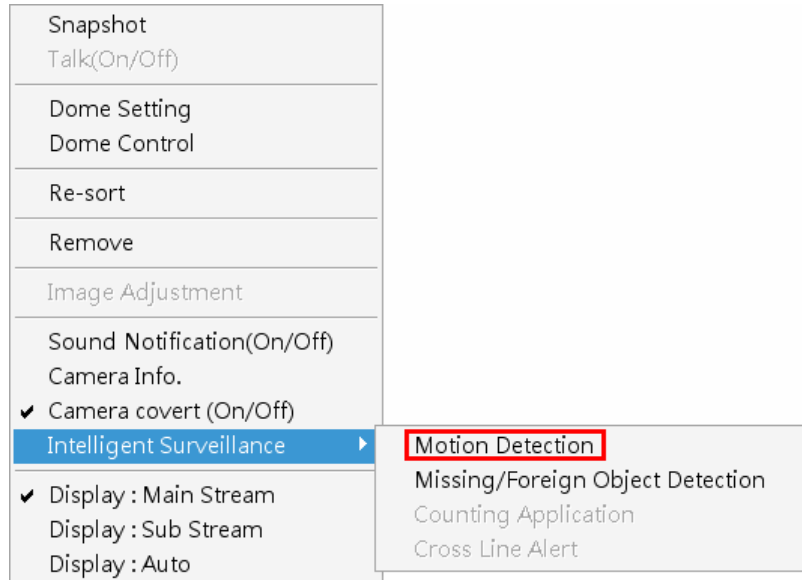 Snapshot
Talk(On/Off)
Dome Setting
Dome Control
Re-sort
Remove
Image Adjustment
Sound Notification(On/Off)
Camera Info.
Camera covert (On/Off)
Intelligent Surveillance
Motion Detection
Missing/Foreign Object Detection
Counting Application
Cross Line Alert
Display : Main Stream
Display : Sub Stream
Display : Auto